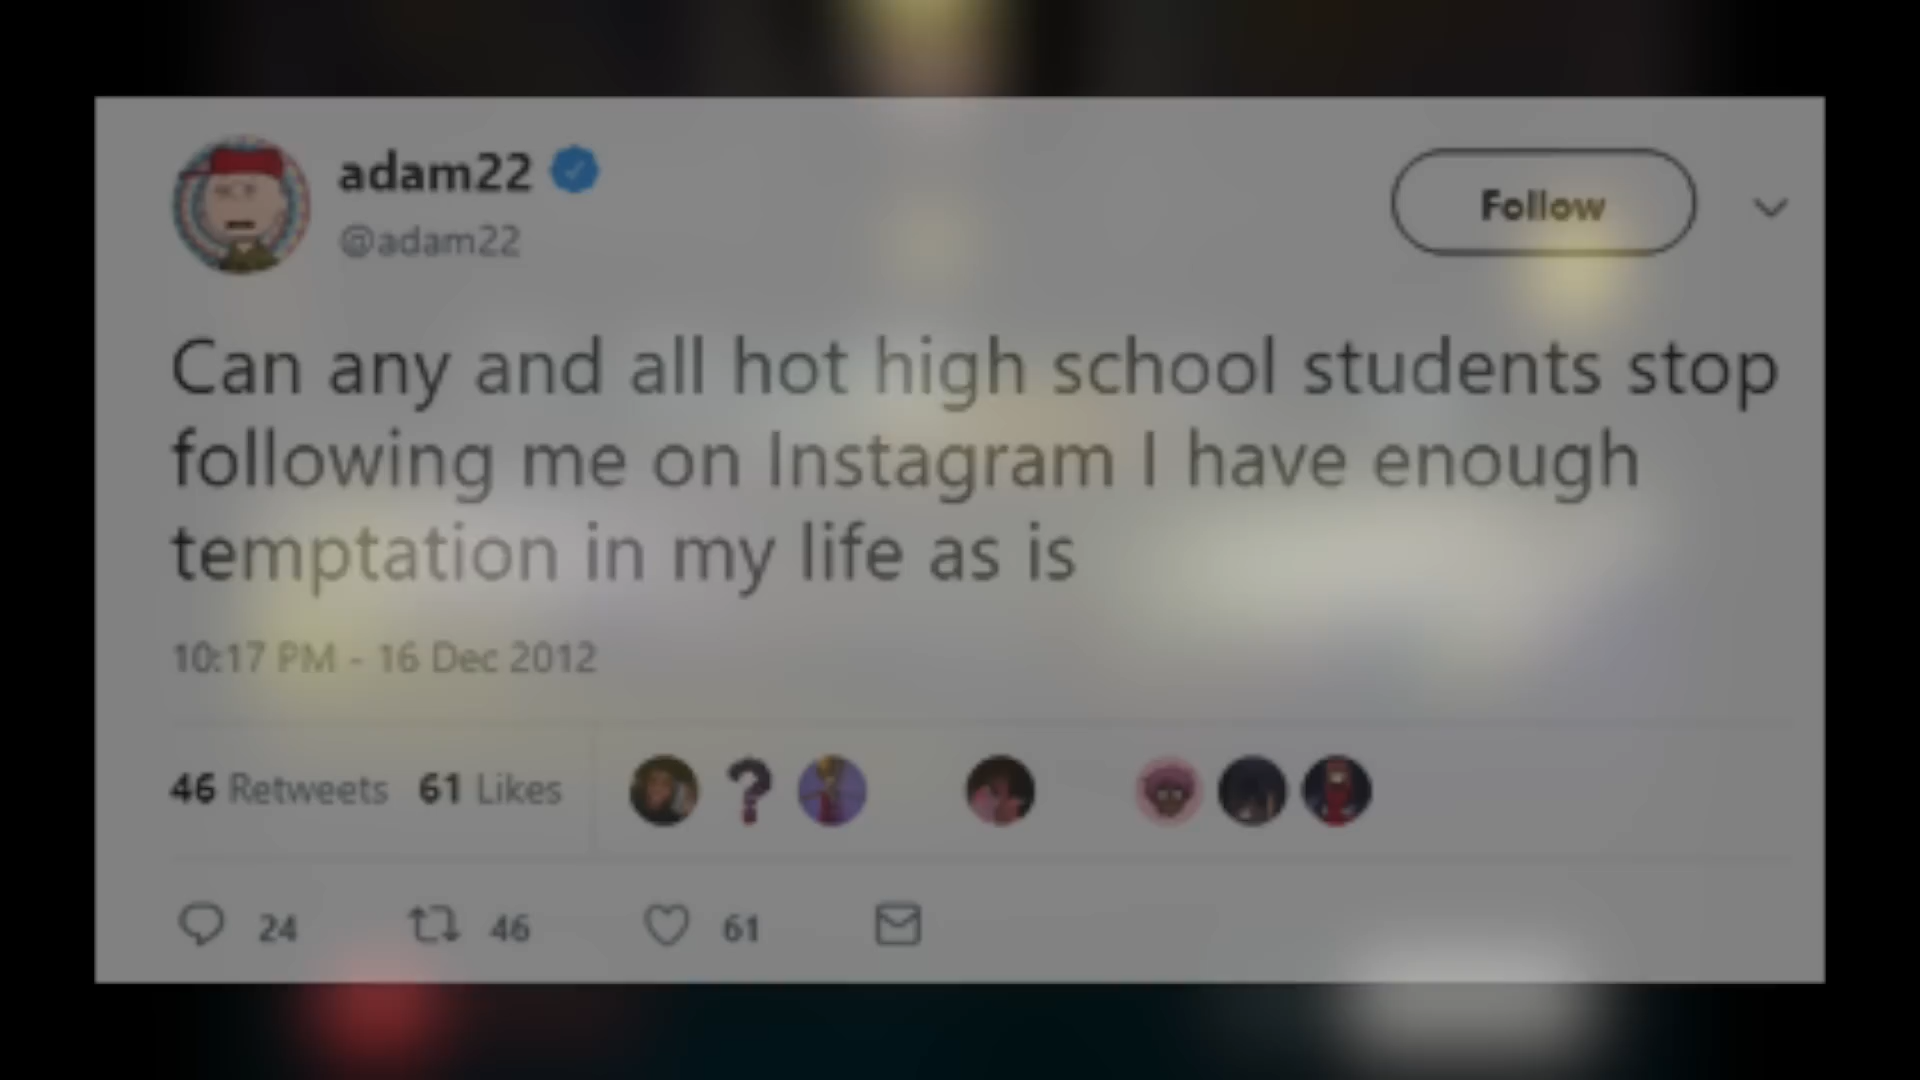 adam22
@adam22
Follow
Can any and all hot high school students stop
following me on Instagram I have enough
temptation in my life as is
10:17 PM - 16 Dec 2012
46 Retweets 61 Likes
?
24 46 61